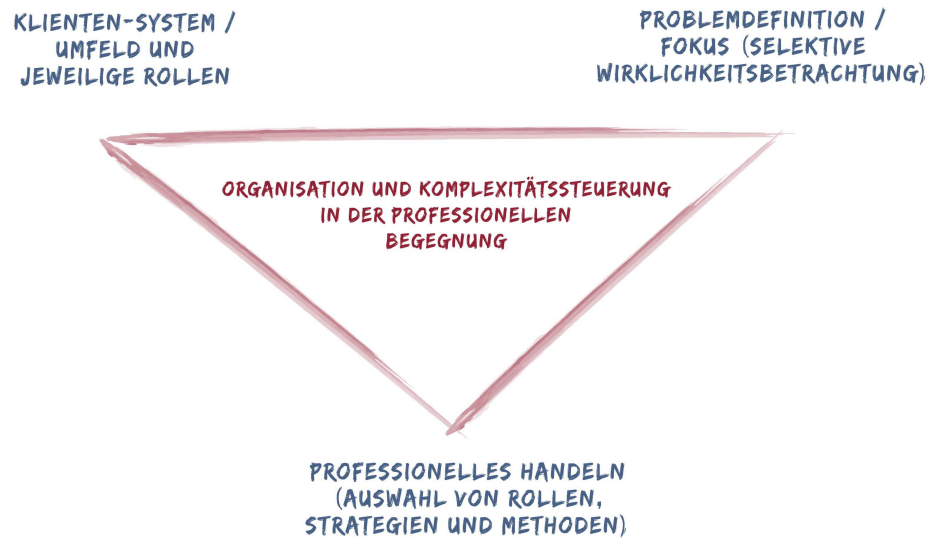 KLIENTEN-SYSTEM /
UMFELD UND
JEWEILIGE ROLLEN
PROBLEMDEFINITION /
FOKUS (SELEKTIVE
WIRKLICHKEITSBETRACHTUNG)
ORGANISATION UND KOMPLEXITÄTSSTEUERUNG
IN DER PROFESSIONELLEN
BEGEGNUNG
PROFESSIONELLES HANDELN
(AUSWAHL VON ROLLEN,
STRATEGIEN UND METHODEN)